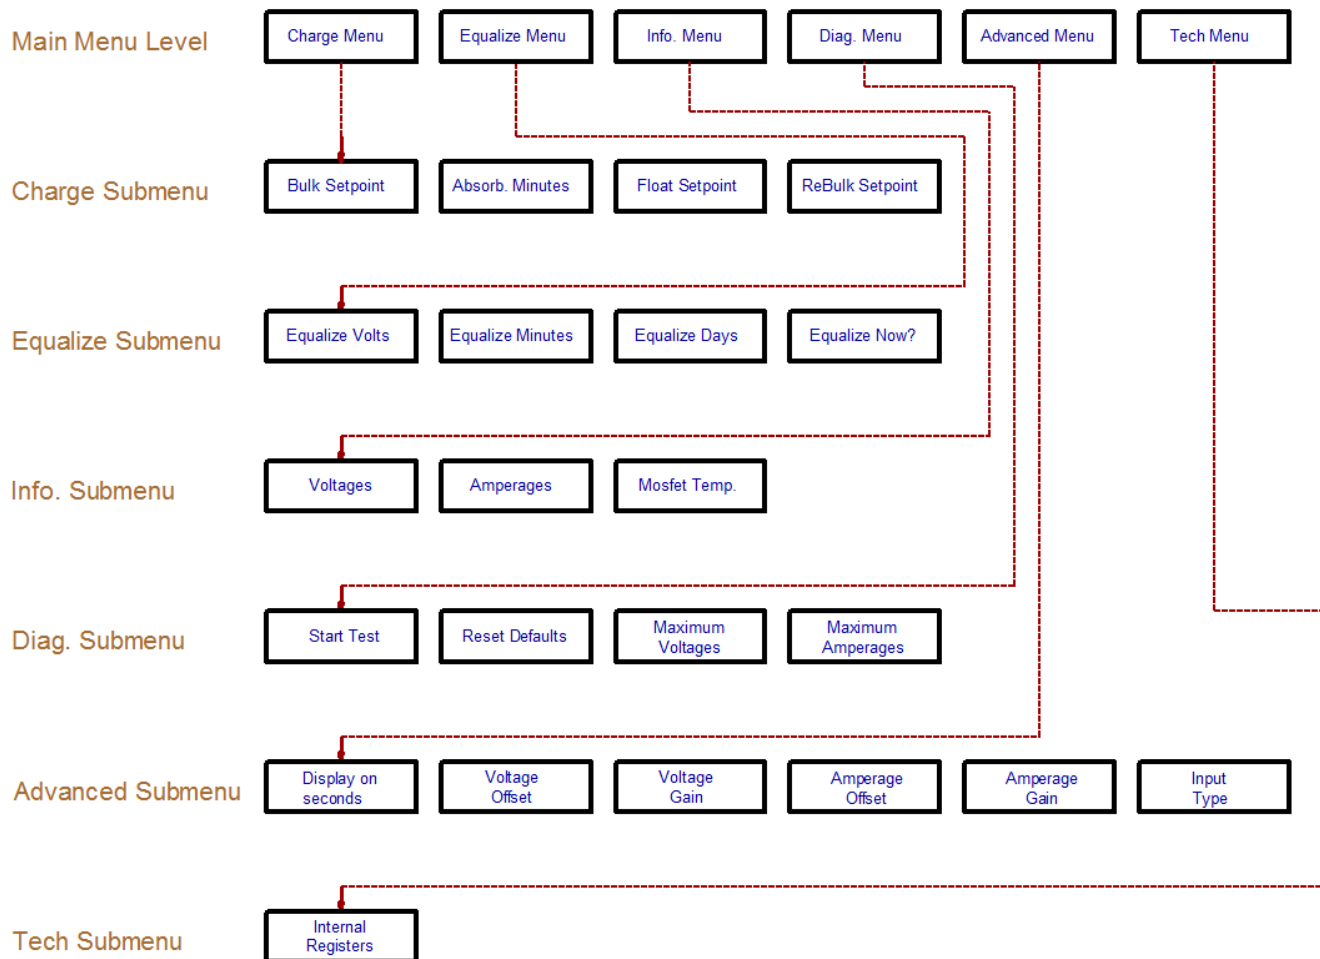 Main Menu Level
Charge Menu
Equalize Menu
Info. Menu
Diag. Menu
Advanced Menu
Tech Menu
Charge Submenu
Bulk Setpoint
Absorb. Minutes
Float Setpoint
ReBulk Setpoint
Equalize Submenu
Equalize Volts
Equalize Minutes
Equalize Days
Equalize Now?
Info. Submenu
Voltages
Amperages
Mosfet Temp.
Diag. Submenu
Start Test
Reset Defaults
Maximum
Voltages
Maximum
Amperages
Advanced Submenu
Display on
seconds
Voltage
Offset
Voltage
Gain
Amperage
Offset
Amperage
Gain
Input
Type
Tech Submenu
Internal
Registers